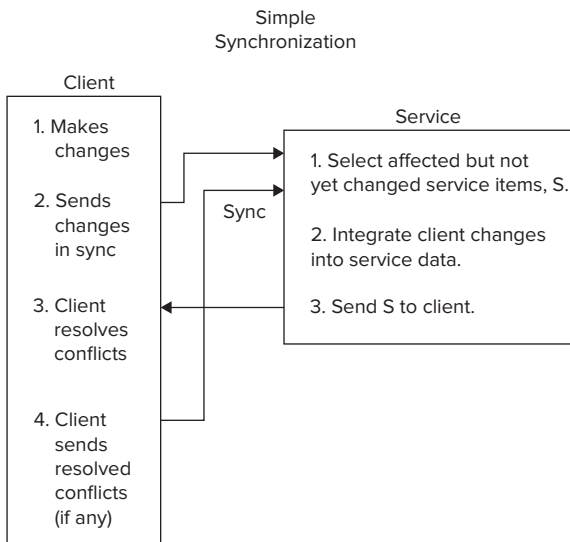 Simple
Synchronization
Client
1. Makes
changes
2. Sends
changes
in sync
3. Client
resolves
conflicts
4. Client
sends
resolved
conflicts
(if any)
Sync
Service
1. Select affected but not
yet changed service items, S.
2. Integrate client changes
into service data.
3. Send S to client.